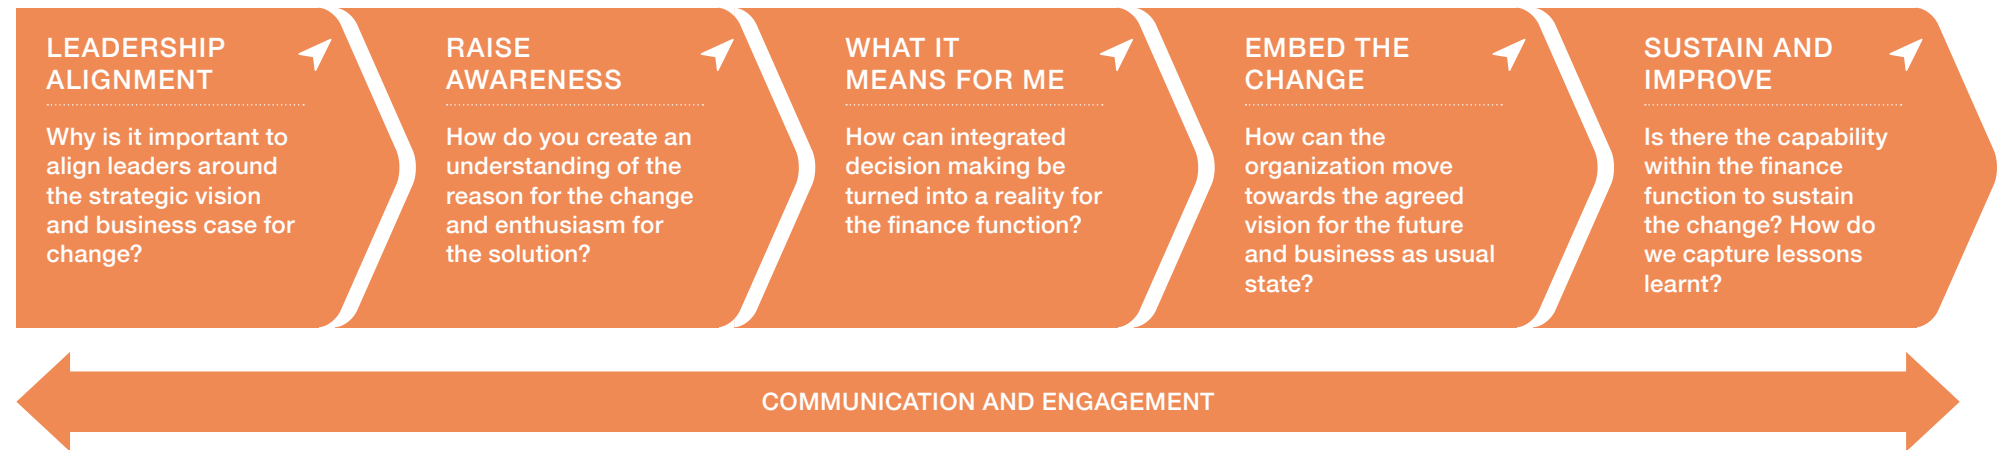 LEADERSHIP
ALIGNMENT
Why is it important to
align leaders around
the strategic vision
and business case for
change?
RAISE
AWARENESS
How do you create an
understanding of the
reason for the change
and enthusiasm for
the solution?
WHAT IT
MEANS FOR ME
How can integrated
decision making be
turned into a reality for
the finance function?
EMBED THE
CHANGE
How can the
organization move
towards the agreed
vision for the future
and business as usual
state?
SUSTAIN AND
IMPROVE
Is there the capability
within the finance
function to sustain
the change? How do
we capture lessons
learnt?
COMMUNICATION AND ENGAGEMENT